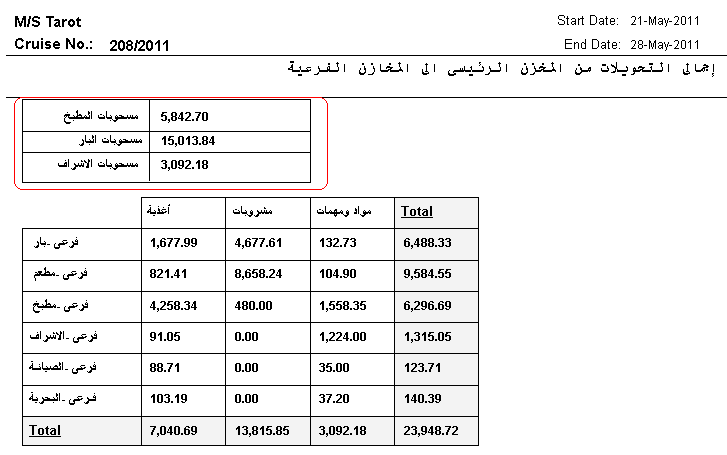 M/S Tarot Start Date: 21-May-2011
Cruise No.: 208/2011 End Date: 28-May-2011
إجمالى التحويلات من المخزن الرئيسى الى المخازن الفرعية
مسحوبات المطبخ 5,842.70
مسحوبات البار 15,013.84
مسحوبات الاشراف 3,092.18
أغذية مشروبات مواد ومهمات Total
فرعى -بار 1,677.99 4,677.61 132.73 6,488.33
فرعى -مطعم 821.41 8,658.24 104.90 9,584.55
فرعى -مطبخ 4,258.34 480.00 1,558.35 6,296.69
فرعى -الاشراف 91.05 0.00 1,224.00 1,315.05
فرعى -الصيانة 88.71 0.00 35.00 123.71
فرعى -البحرية 103.19 0.00 37.20 140.39
Total 7,040.69 13,815.85 3,092.18 23,948.72